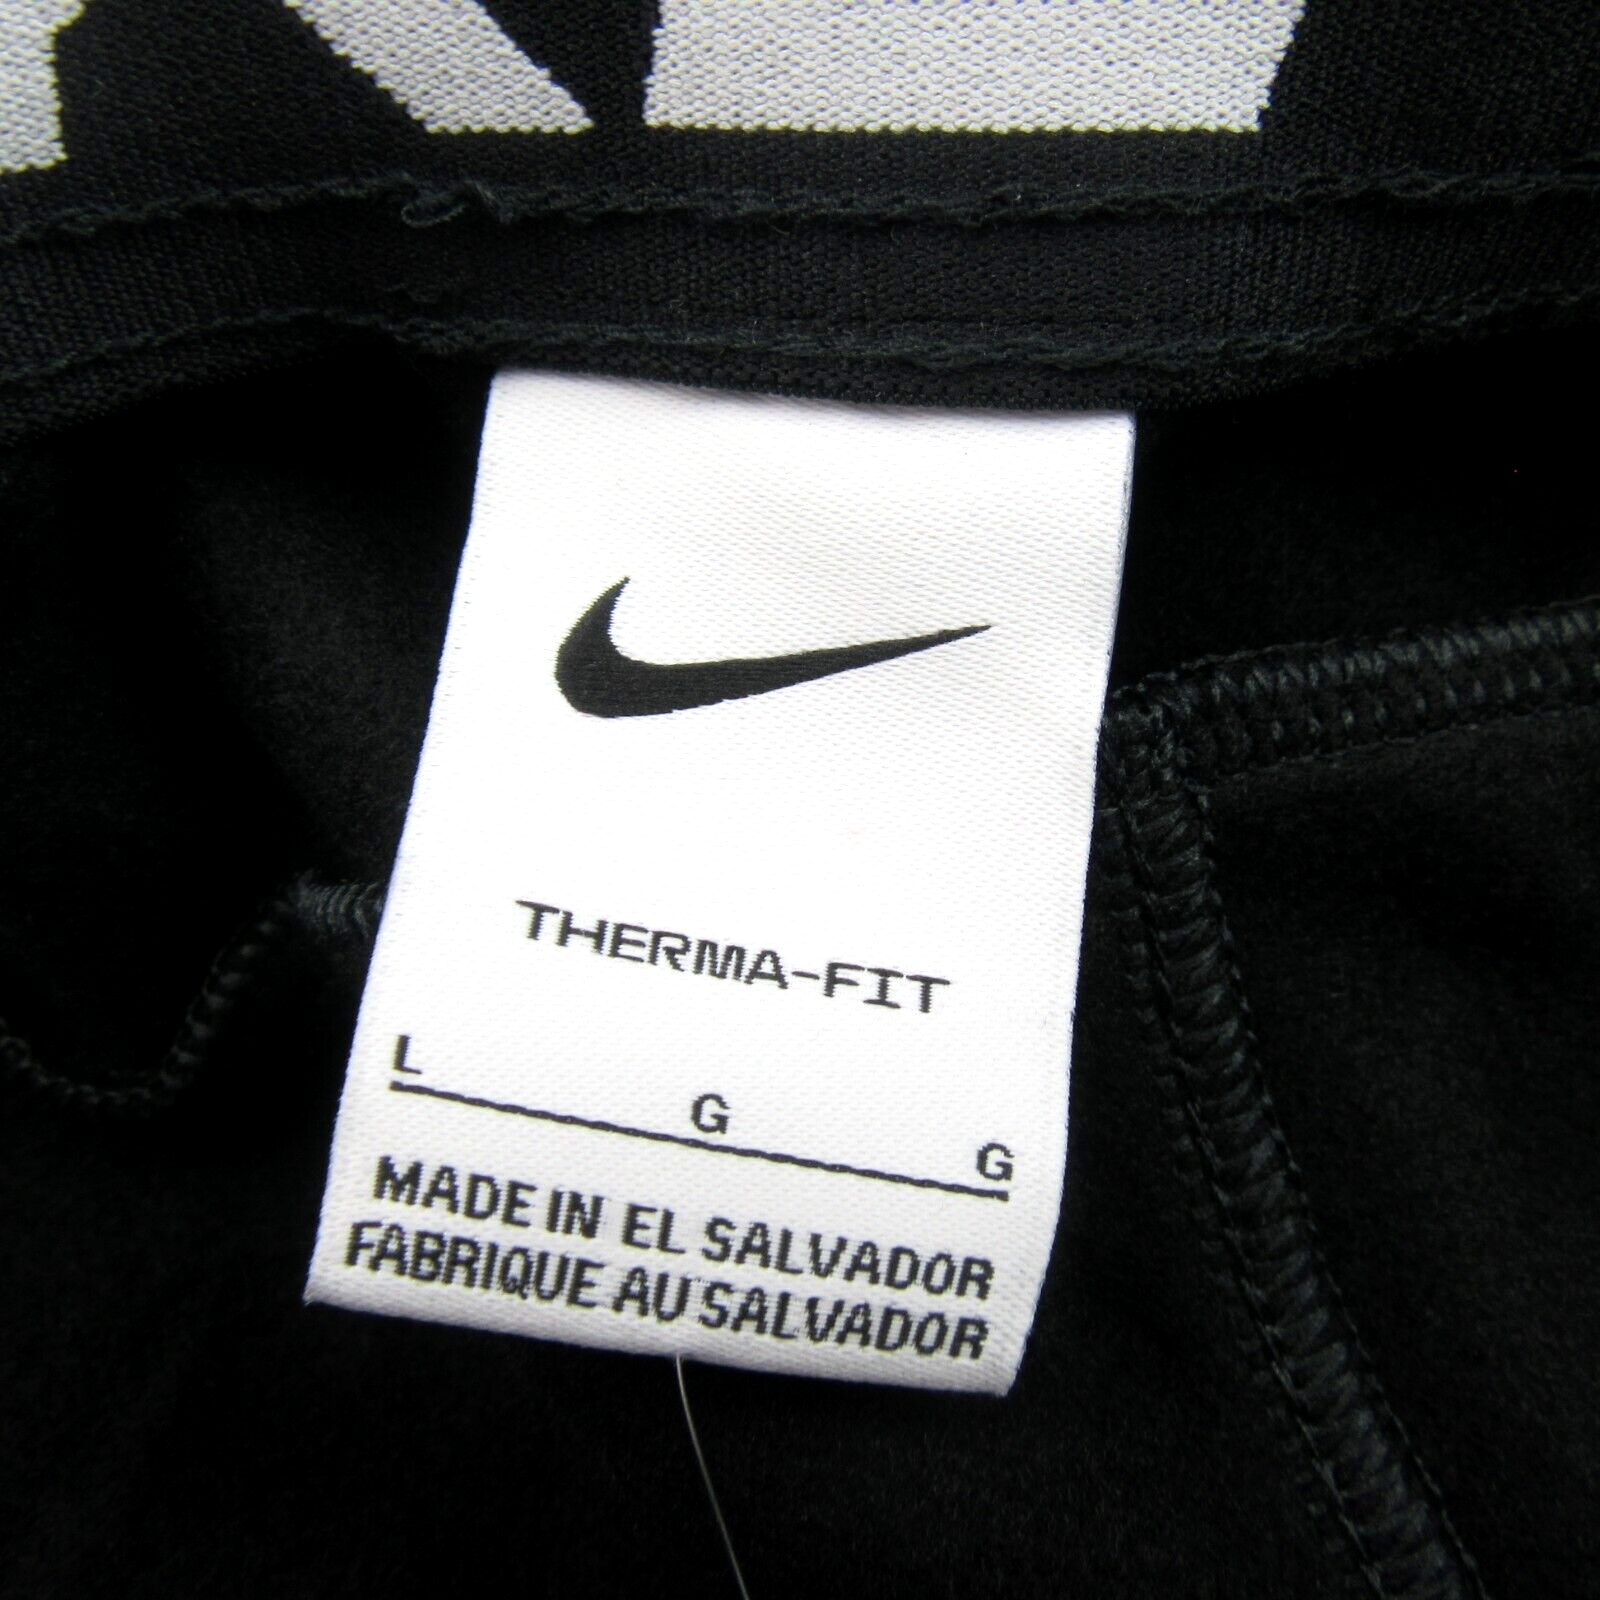 THERMA-FIT
L G G
MADE IN EL SALVADOR
FABRIQUE AU SALVADOR